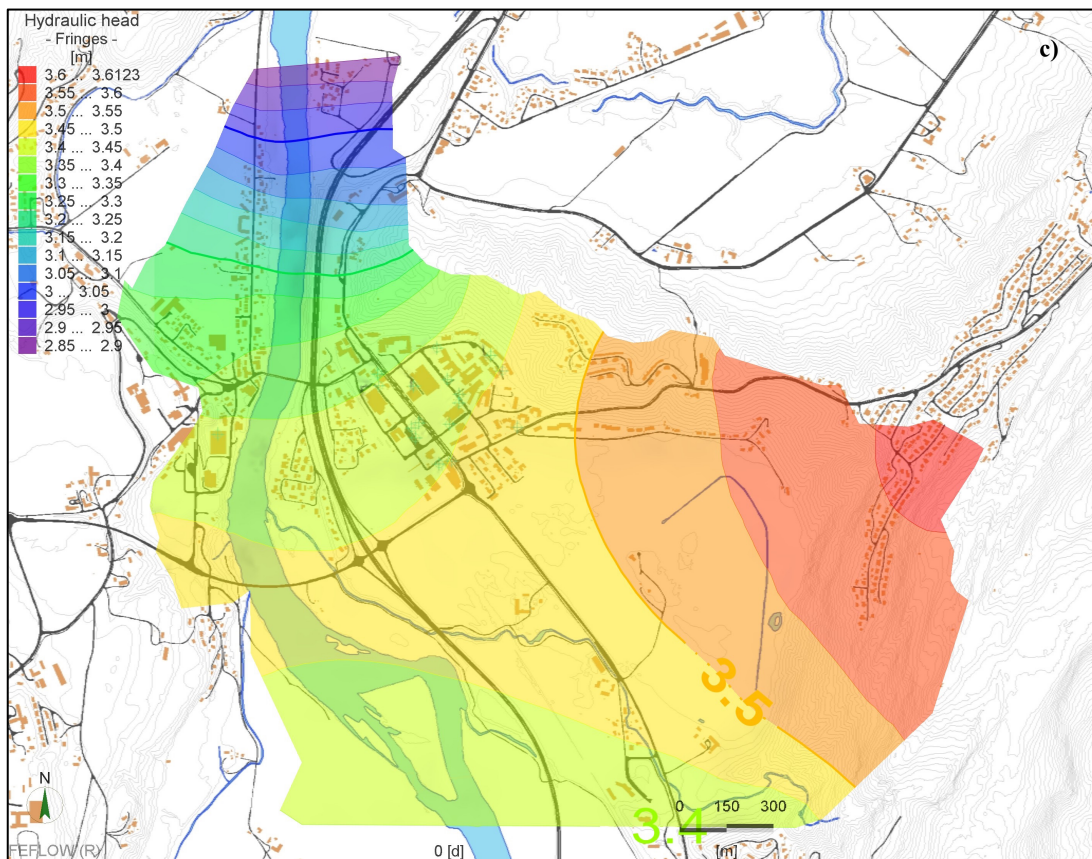 Hydraulic head
- Fringes -
[m]
3.6 ... 3.6123
3.55 ... 3.6
3.5 ... 3.55
3.45 ... 3.5
3.4 ... 3.45
3.35 ... 3.4
3.3 ... 3.35
3.25 ... 3.3
3.2 ... 3.25
3.15 ... 3.2
3.1 ... 3.15
3.05 ... 3.1
3 ... 3.05
2.95 ... 3
2.9 ... 2.95
2.85 ... 2.9
c)
3.5
N
3.4
0 150 300
FEFLOW (R)
0 [d]
[m]